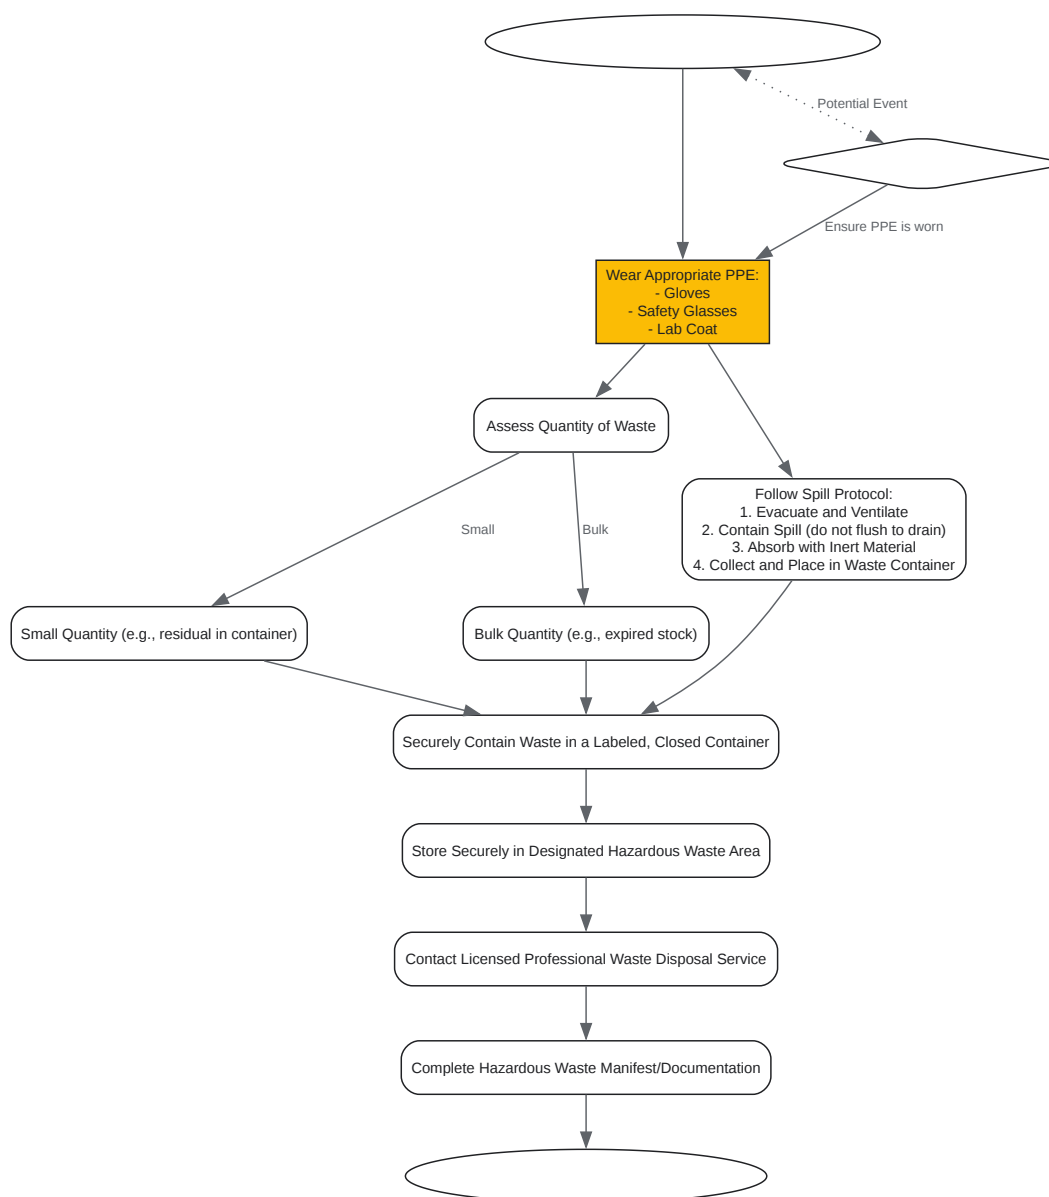 Potential Event
Ensure PPE is worn
Wear Appropriate PPE:
- Gloves
- Safety Glasses
- Lab Coat
Assess Quantity of Waste
Follow Spill Protocol:
1. Evacuate and Ventilate
2. Contain Spill (do not flush to drain)
3. Absorb with Inert Material
4. Collect and Place in Waste Container
Small
Bulk
Small Quantity (e.g., residual in container)
Bulk Quantity (e.g., expired stock)
Securely Contain Waste in a Labeled, Closed Container
Store Securely in Designated Hazardous Waste Area
Contact Licensed Professional Waste Disposal Service
Complete Hazardous Waste Manifest/Documentation